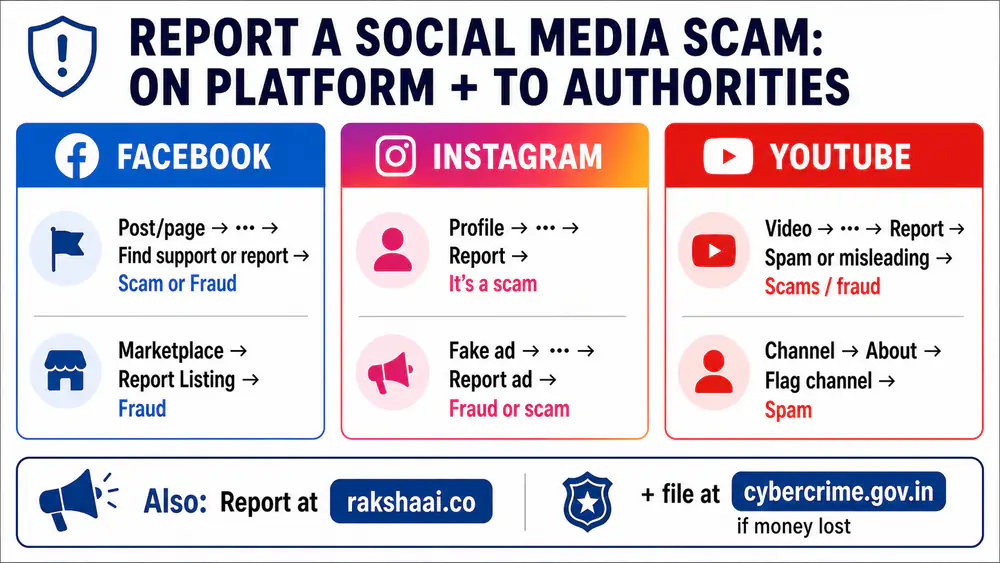 REPORT A SOCIAL MEDIA SCAM:
ON PLATFORM + TO AUTHORITIES
FACEBOOK
Post/page → ··· →
Find support or report →
Scam or Fraud
Marketplace →
Report Listing →
Fraud
INSTAGRAM
Profile → ··· →
Report →
It's a scam
Fake ad → ··· →
Report ad →
Fraud or scam
YOUTUBE
Video → ··· → Report →
Spam or misleading →
Scams / fraud
Channel → About →
Flag channel →
Spam
Also: Report at rakshaai.co
+ file at cybercrime.gov.in
if money lost